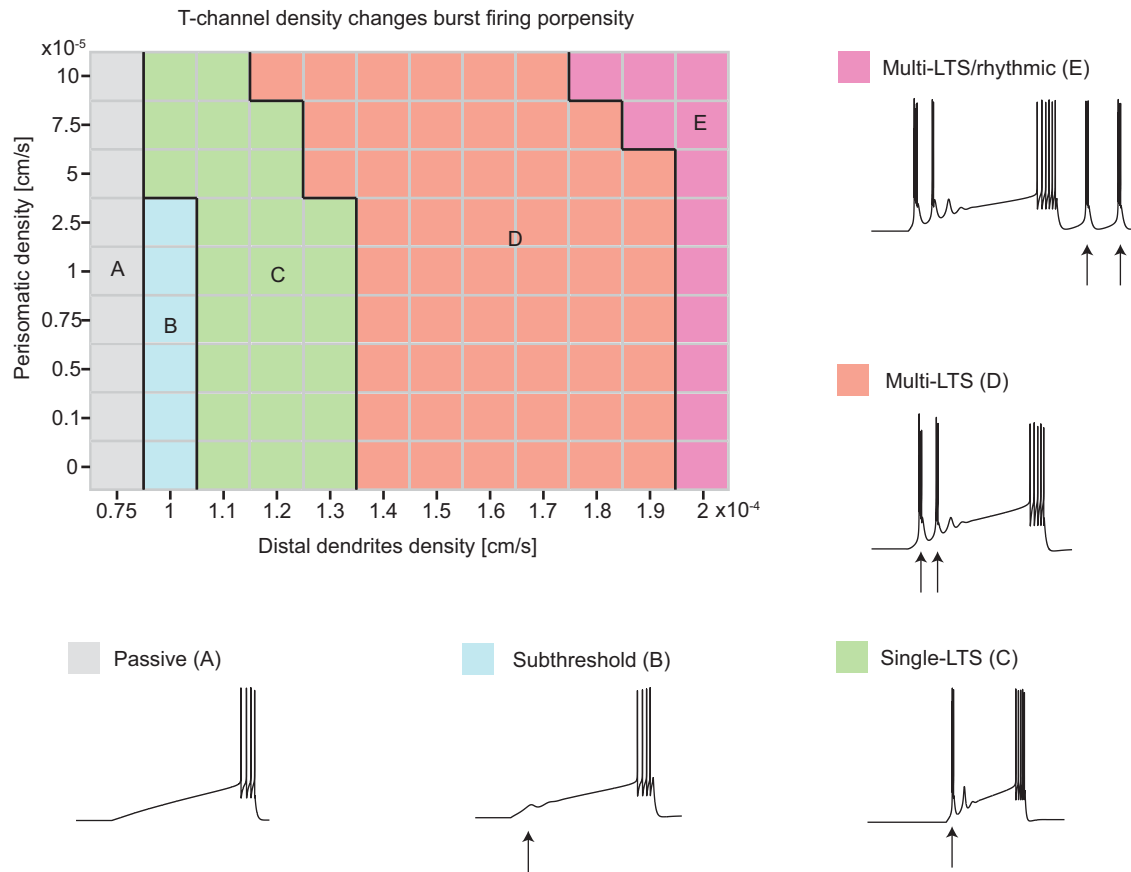 T-channel density changes burst firing porpensity
x10-5
10
7.5
5
2.5
1
0.75
0.5
0.1
0
Perisomatic density [cm/s]
A
B
C
D
E
0.75 1 1.1 1.2 1.3 1.4 1.5 1.6 1.7 1.8 1.9 2 x10-4
Distal dendrites density [cm/s]
Multi-LTS/rhythmic (E)
Multi-LTS (D)
Passive (A)
Subthreshold (B)
Single-LTS (C)